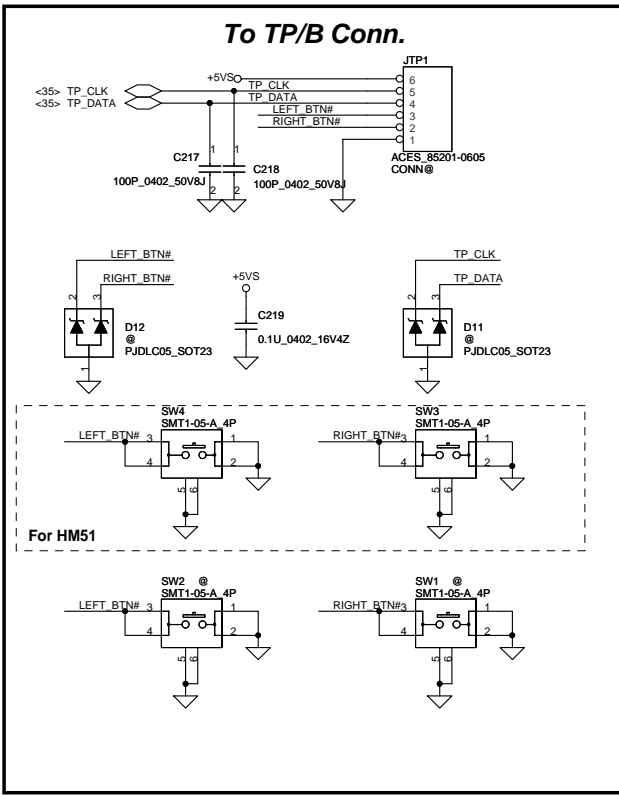 To TP/B Conn.
JTP1
+5VS
6
<35> TP_CLK
TP_CLK
5
<35> TP_DATA
TP_DATA
4
LEFT_BTN#
3
RIGHT_BTN#
2
1
ACES_85201-0605
CONN@
1
1
C217
C218
100P_0402_50V8J
100P_0402_50V8J
2
2
LEFT_BTN#
RIGHT_BTN#
2
3
D12
@
PJDLC05_SOT23
1
+5VS
C219
0.1U_0402_16V4Z
TP_CLK
TP_DATA
2
3
D11
@
PJDLC05_SOT23
1
SW4
SMT1-05-A_4P
LEFT_BTN#
3
1
4
2
5
6
SW3
SMT1-05-A_4P
RIGHT_BTN#
3
1
4
2
5
6
For HM51
SW2 @
SMT1-05-A_4P
LEFT_BTN#
3
1
4
2
5
6
SW1 @
SMT1-05-A_4P
RIGHT_BTN#
3
1
4
2
5
6